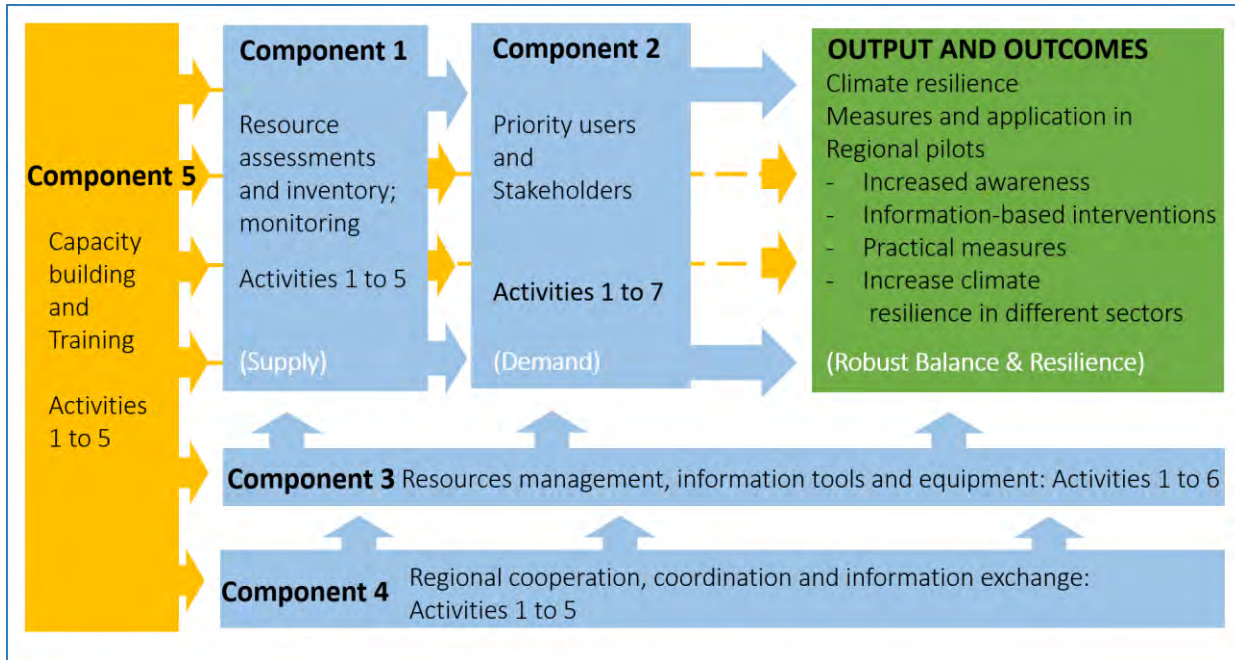 Component 5
Capacity
building
and
Training
Activities
1 to 5
Component 1
Resource
assessments
and inventory;
monitoring
Activities 1 to 5
(Supply)
Component 2
Priority users
and
Stakeholders
Activities 1 to 7
(Demand)
OUTPUT AND OUTCOMES
Climate resilience
Measures and application in
Regional pilots
- Increased awareness
- Information-based interventions
- Practical measures
- Increase climate
resilience in different sectors
(Robust Balance & Resilience)
Component 3 Resources management, information tools and equipment: Activities 1 to 6
Component 4 Regional cooperation, coordination and information exchange:
Activities 1 to 5